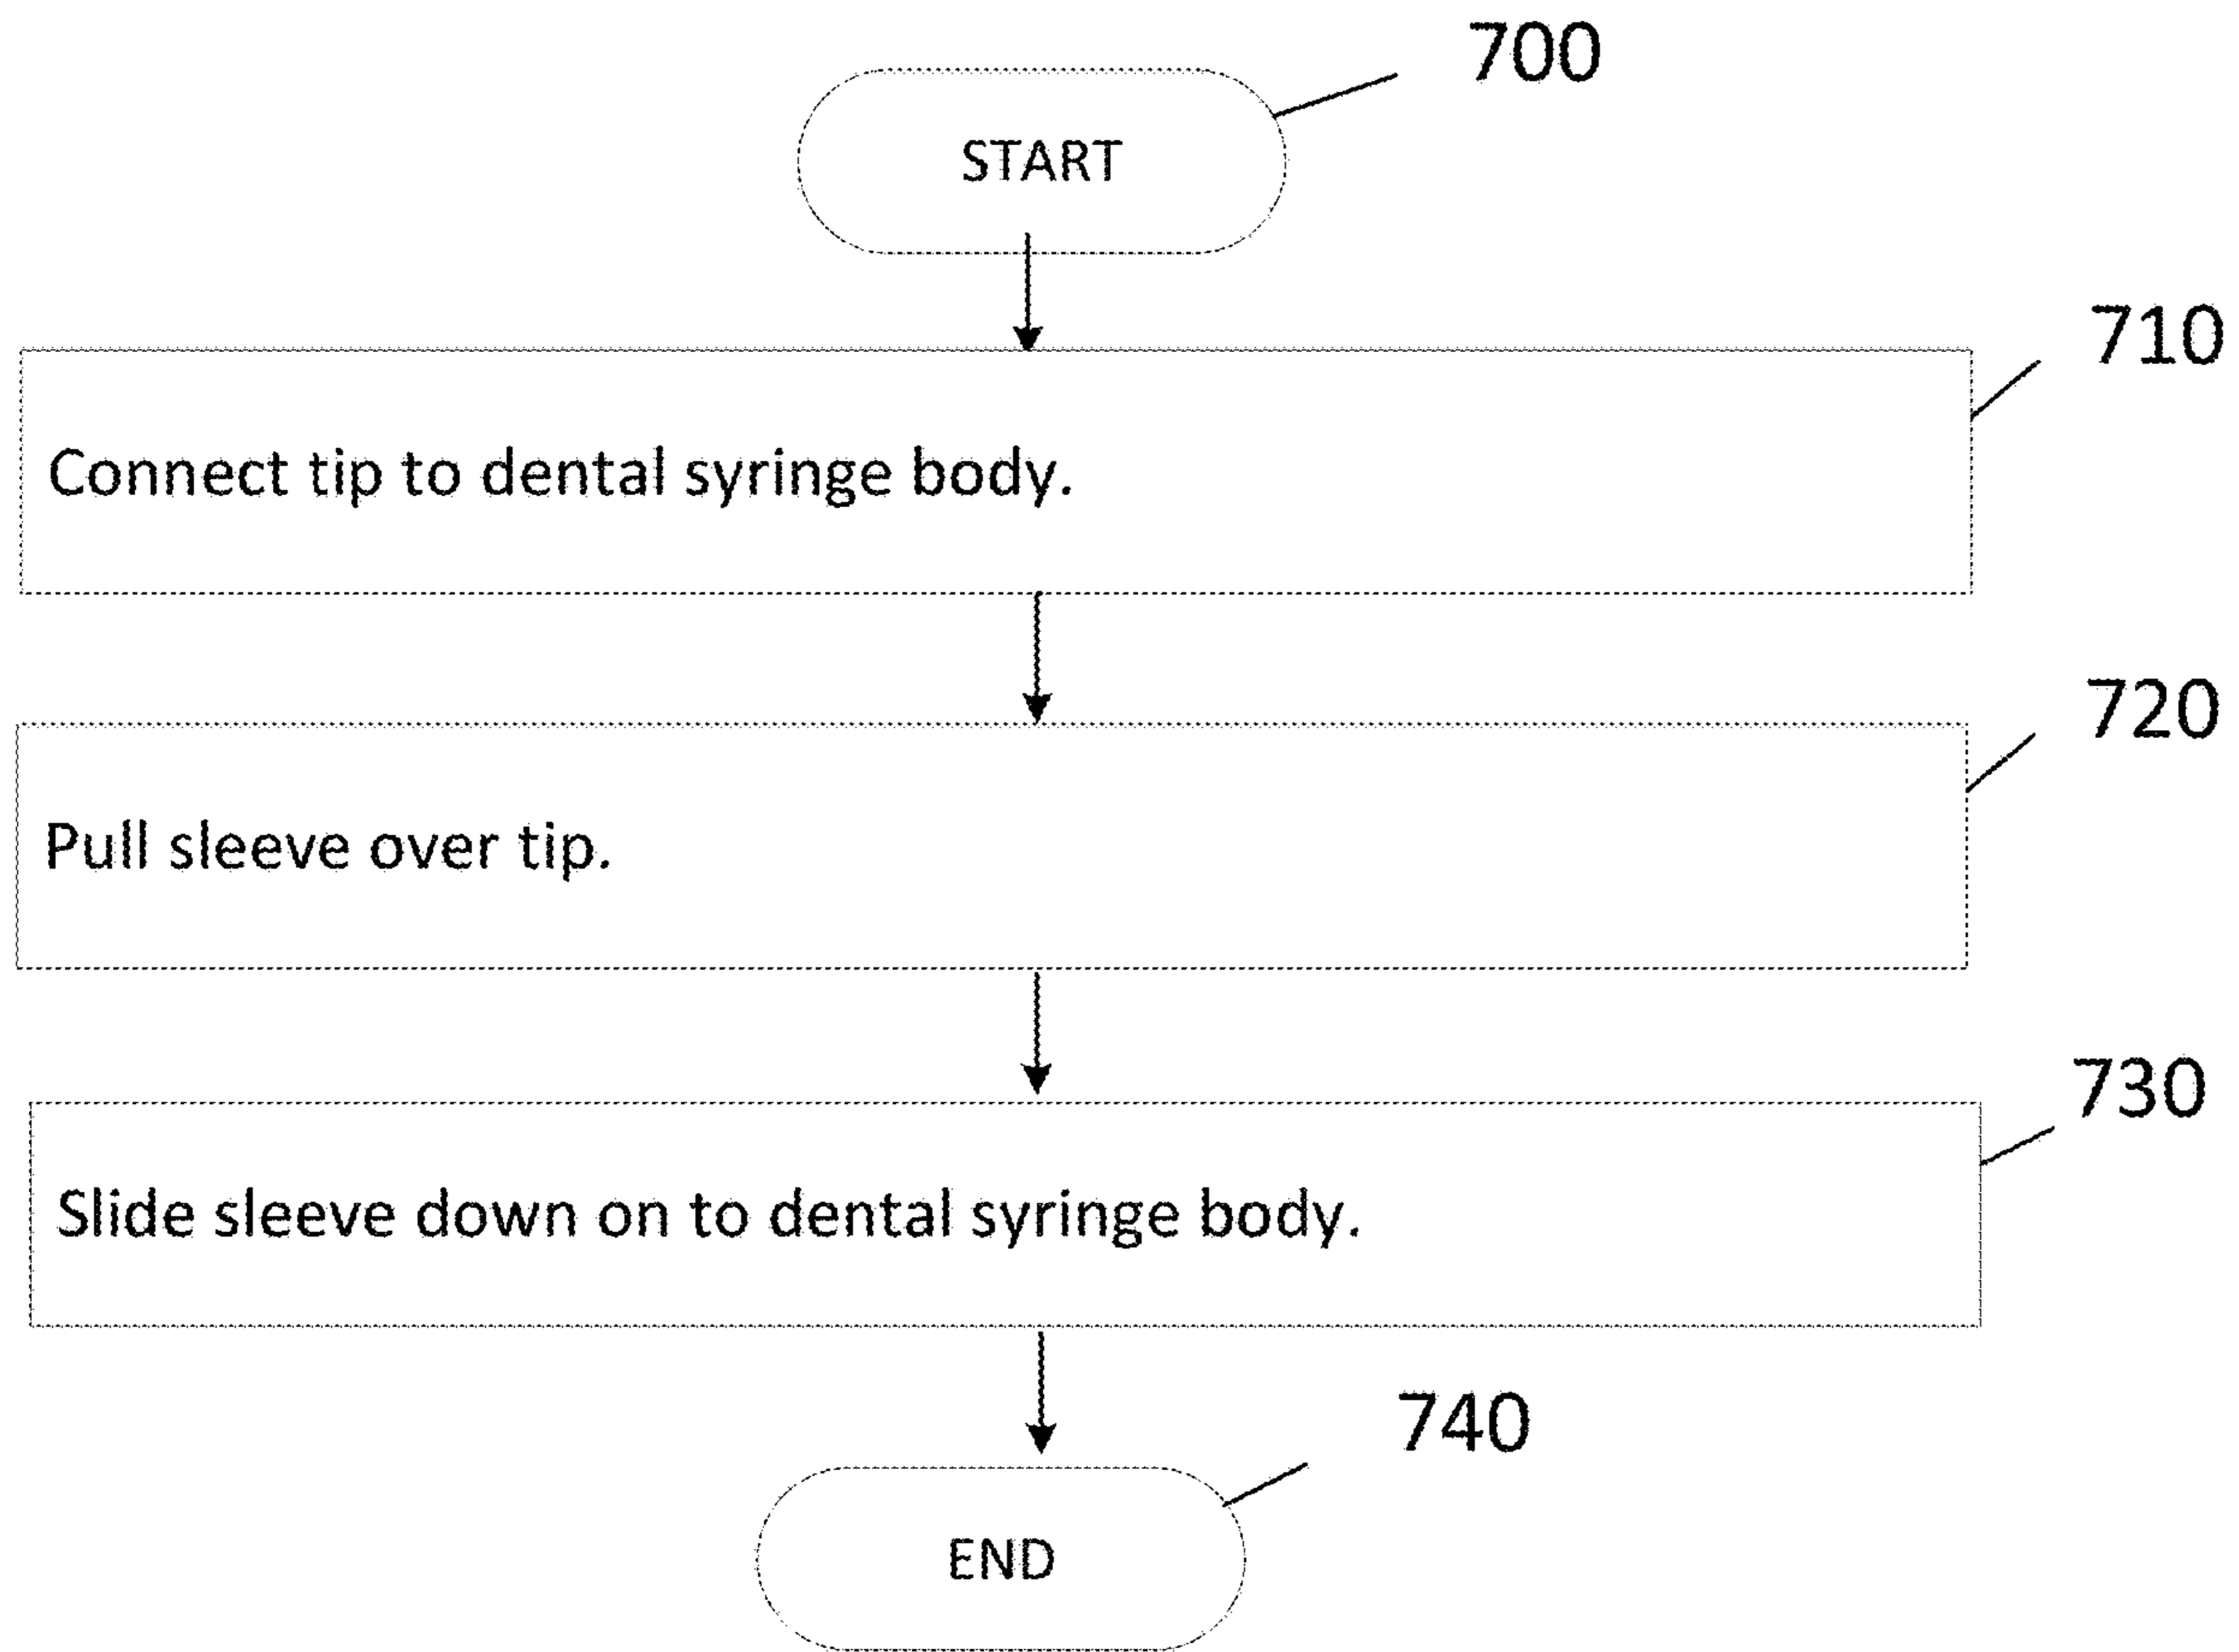 700
START
710
Connect tip to dental syringe body.
720
Pull sleeve over tip.
730
Slide sleeve down on to dental syringe body.
740
END